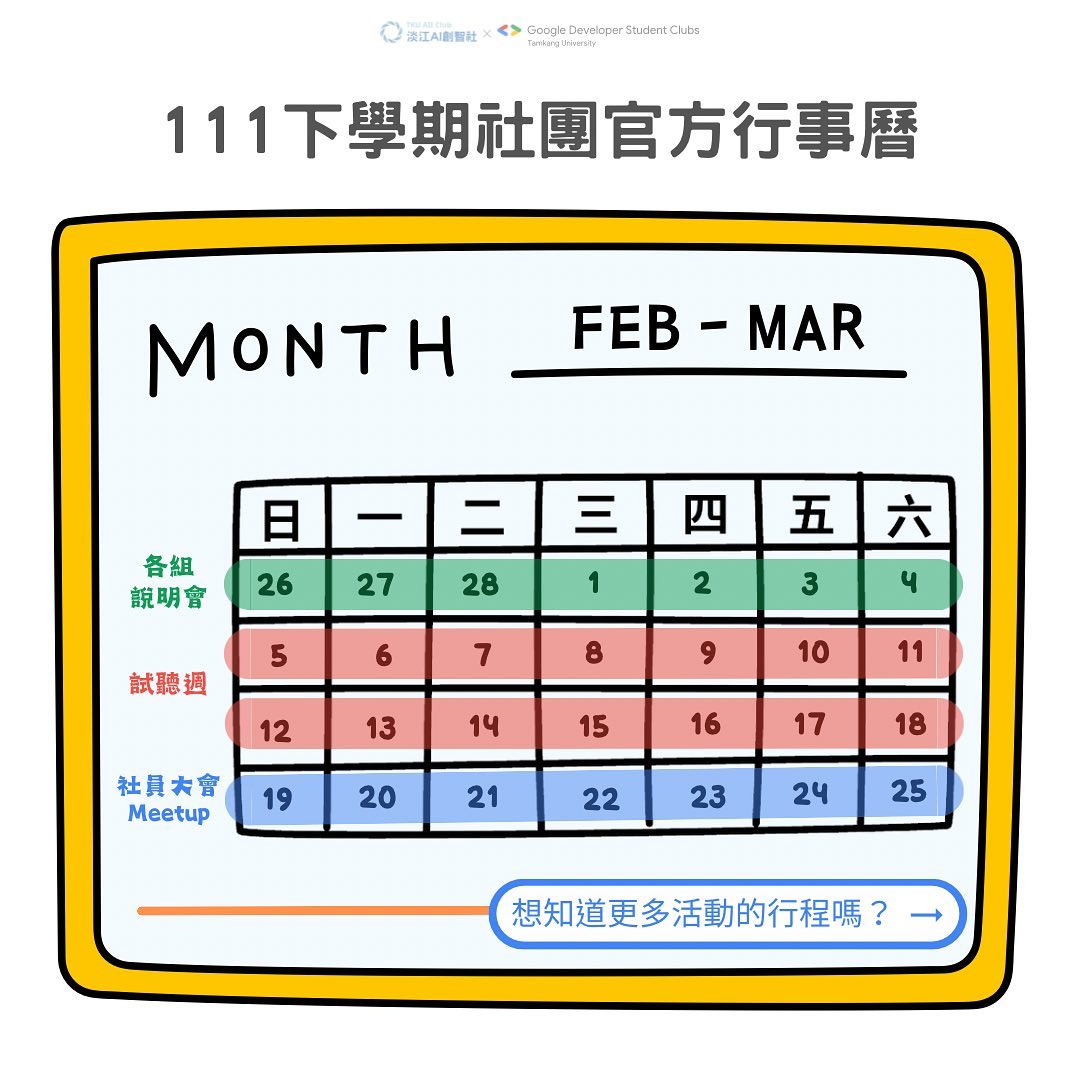 TKU AII Club
淡江AI創智社 × Google Developer Student Clubs
Tamkang University
111下學期社團官方行事曆
MONTH FEB - MAR
日 一 二 三 四 五 六
各組
說明會
26 27 28 1 2 3 4
5 6 7 8 9 10 11
試聽週
12 13 14 15 16 17 18
社員大會
Meetup
19 20 21 22 23 24 25
想知道更多活動的行程嗎？ →